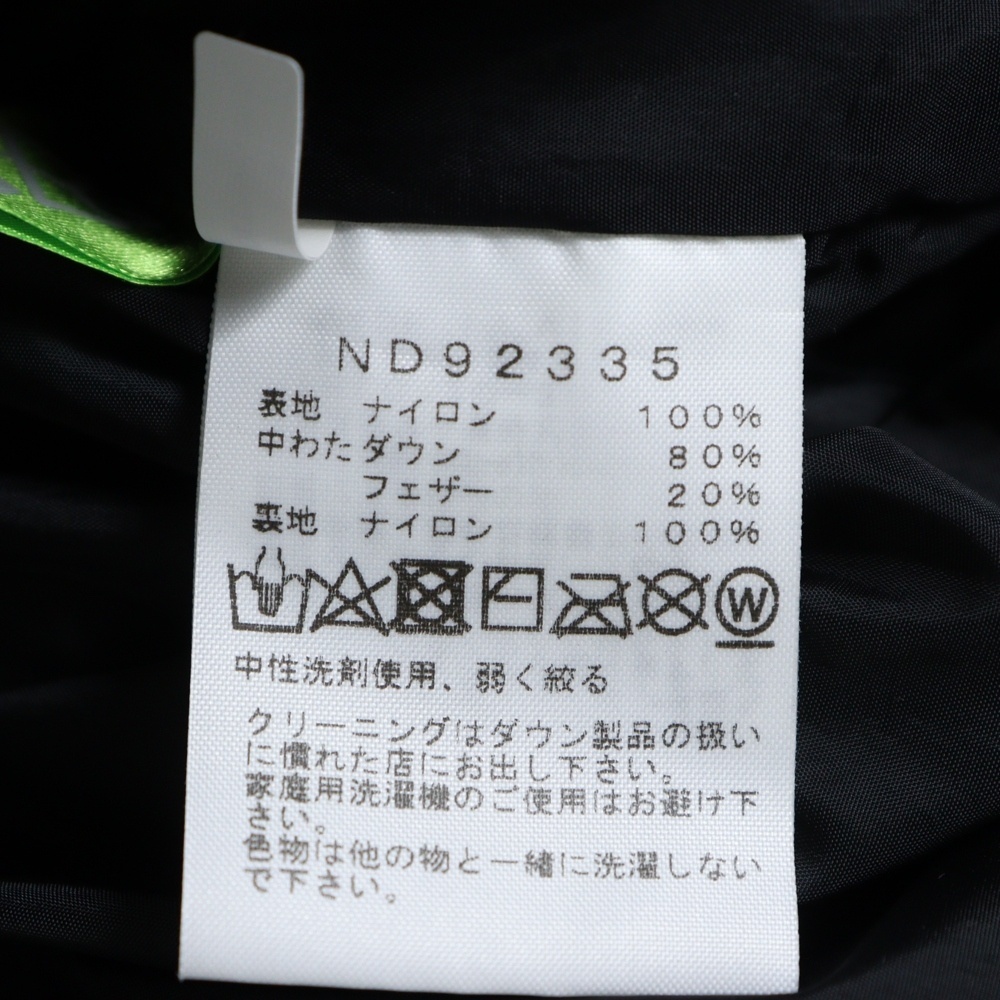 ND92335
表地 ナイロン 100%
中わた ダウン 80%
フェザー 20%
裏地 ナイロン 100%
W
中性洗剤使用、弱く絞る
クリーニングはダウン製品の扱い
に慣れた店にお出し下さい。
家庭用洗濯機のご使用はお避け下
さい。
色物は他の物と一緒に洗濯しない
で下さい。